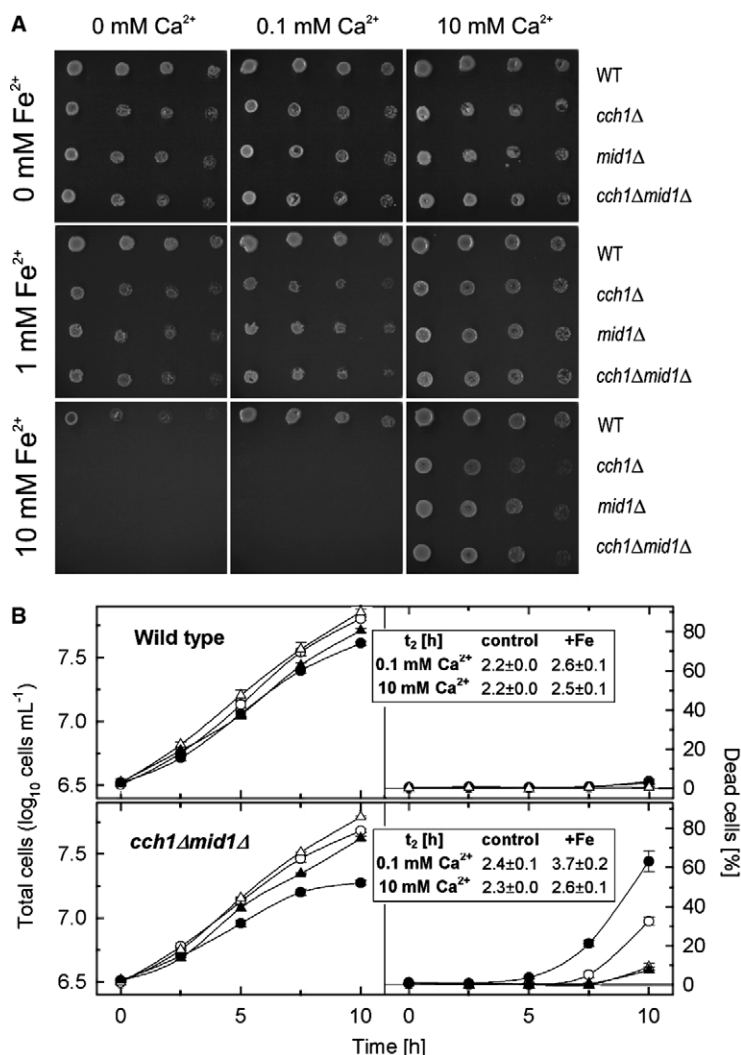 A
0 mM Ca²⁺ 0.1 mM Ca²⁺ 10 mM Ca²⁺
0 mM Fe²⁺
WT
cch1Δ
mid1Δ
cch1Δmid1Δ
1 mM Fe²⁺
WT
cch1Δ
mid1Δ
cch1Δmid1Δ
10 mM Fe²⁺
WT
cch1Δ
mid1Δ
cch1Δmid1Δ
B
Total cells (log₁₀ cells mL⁻¹)
Wild type
7.5
7.0
6.5
t₂ [h] control +Fe
0.1 mM Ca²⁺ 2.2±0.0 2.6±0.1
10 mM Ca²⁺ 2.2±0.0 2.5±0.1
80
60
40
20
0
Dead cells [%]
cch1Δmid1Δ
7.5
7.0
6.5
t₂ [h] control +Fe
0.1 mM Ca²⁺ 2.4±0.1 3.7±0.2
10 mM Ca²⁺ 2.3±0.0 2.6±0.1
80
60
40
20
0
0 5 10 0 5 10
Time [h]